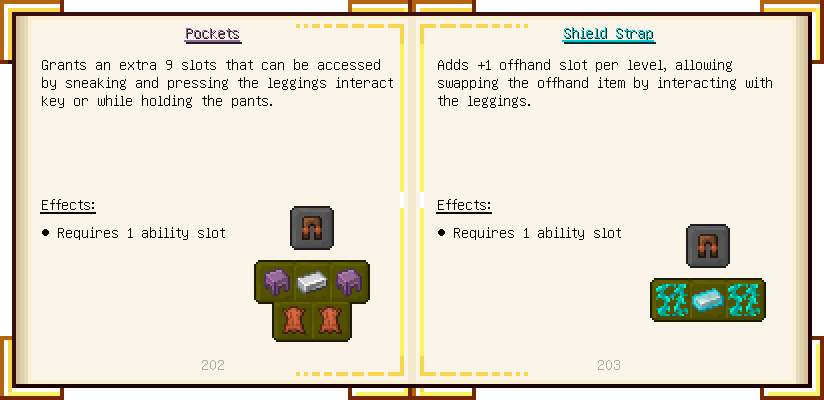 Pockets
Grants an extra 9 slots that can be accessed
by sneaking and pressing the leggings interact
key or while holding the pants.
Effects:
● Requires 1 ability slot
202
Shield Strap
Adds +1 offhand slot per level, allowing
swapping the offhand item by interacting with
the leggings.
Effects:
● Requires 1 ability slot
203